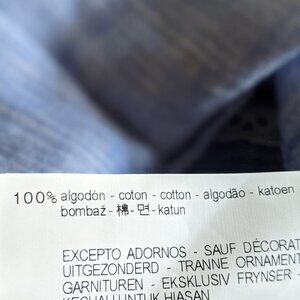 100% algodón - coton - cotton - algodão - katoen
bombaž - 棉 - 면 - katun
EXCEPTO ADORNOS - SAUF DÉCORAT
UITGEZONDERD - TRANNE ORNAMENT
GARNITUREN - EKSKLUSIV FRYNSER -
KECUALI UNTUK HIASAN